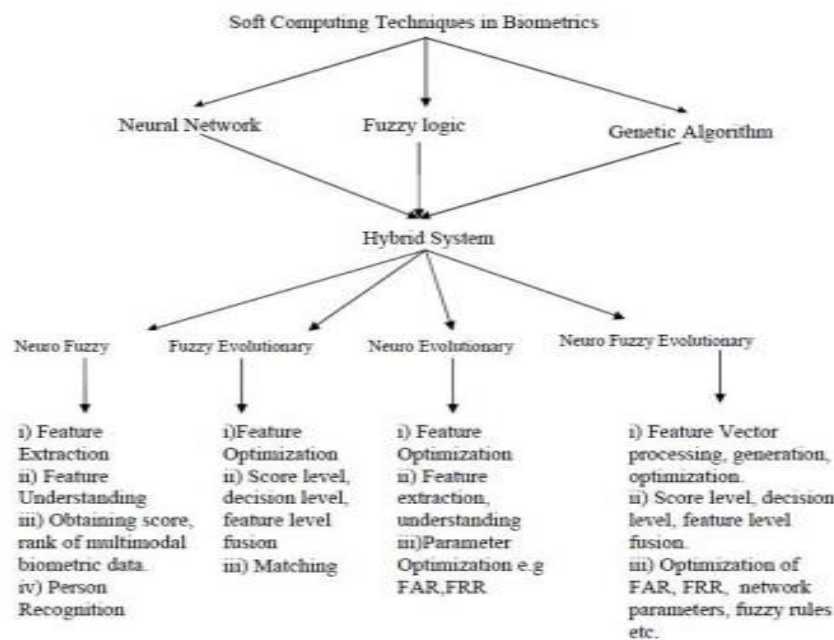 Soft Computing Techniques in Biometrics
Neural Network
Fuzzy logic
Genetic Algorithm
Hybrid System
Neuro Fuzzy
Fuzzy Evolutionary
Neuro Evolutionary
Neuro Fuzzy Evolutionary
i) Feature
Extraction
ii) Feature
Understanding
iii) Obtaining score,
rank of multimodal
biometric data.
iv) Person
Recognition
i)Feature
Optimization
ii) Score level,
decision level,
feature level
fusion
iii) Matching
i) Feature
Optimization
ii) Feature
extraction,
understanding
iii)Parameter
Optimization e.g
FAR,FRR
i) Feature Vector
processing, generation,
optimization.
ii) Score level, decision
level, feature level
fusion.
iii) Optimization of
FAR, FRR, network
parameters, fuzzy rules
etc.